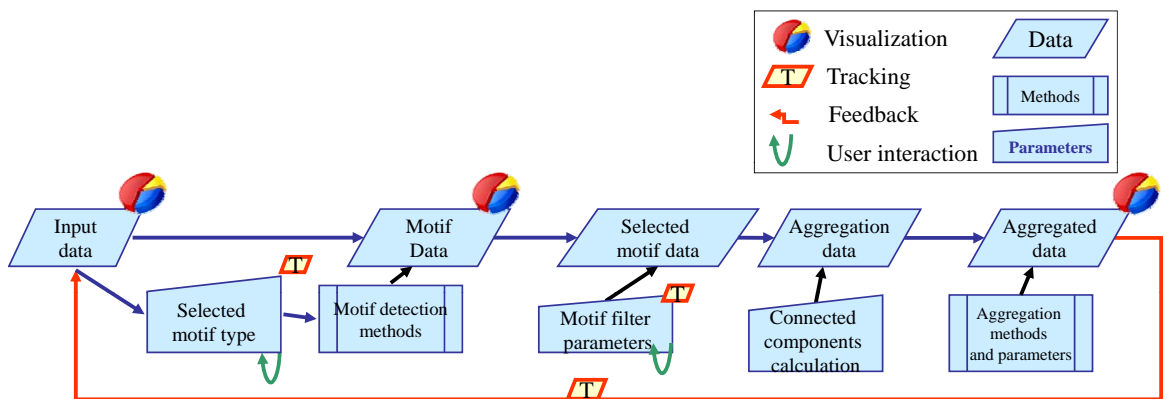 Visualization
Data
T
Tracking
Methods
Feedback
Parameters
User interaction
Input
data
Motif
Data
Selected
motif data
Aggregation
data
Aggregated
data
T
Selected
motif type
Motif detection
methods
T
Motif filter
parameters
Connected
components
calculation
Aggregation
methods
and parameters
T